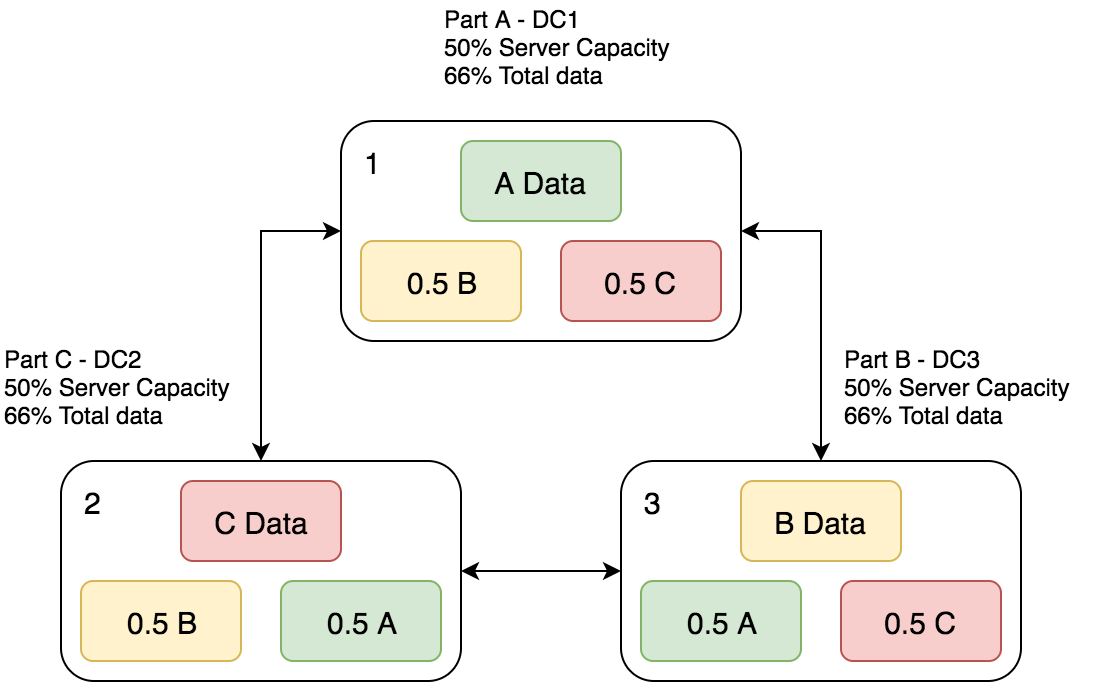 Part A - DC1
50% Server Capacity
66% Total data
1
A Data
0.5 B
0.5 C
Part C - DC2
50% Server Capacity
66% Total data
Part B - DC3
50% Server Capacity
66% Total data
2
C Data
0.5 B
0.5 A
3
B Data
0.5 A
0.5 C